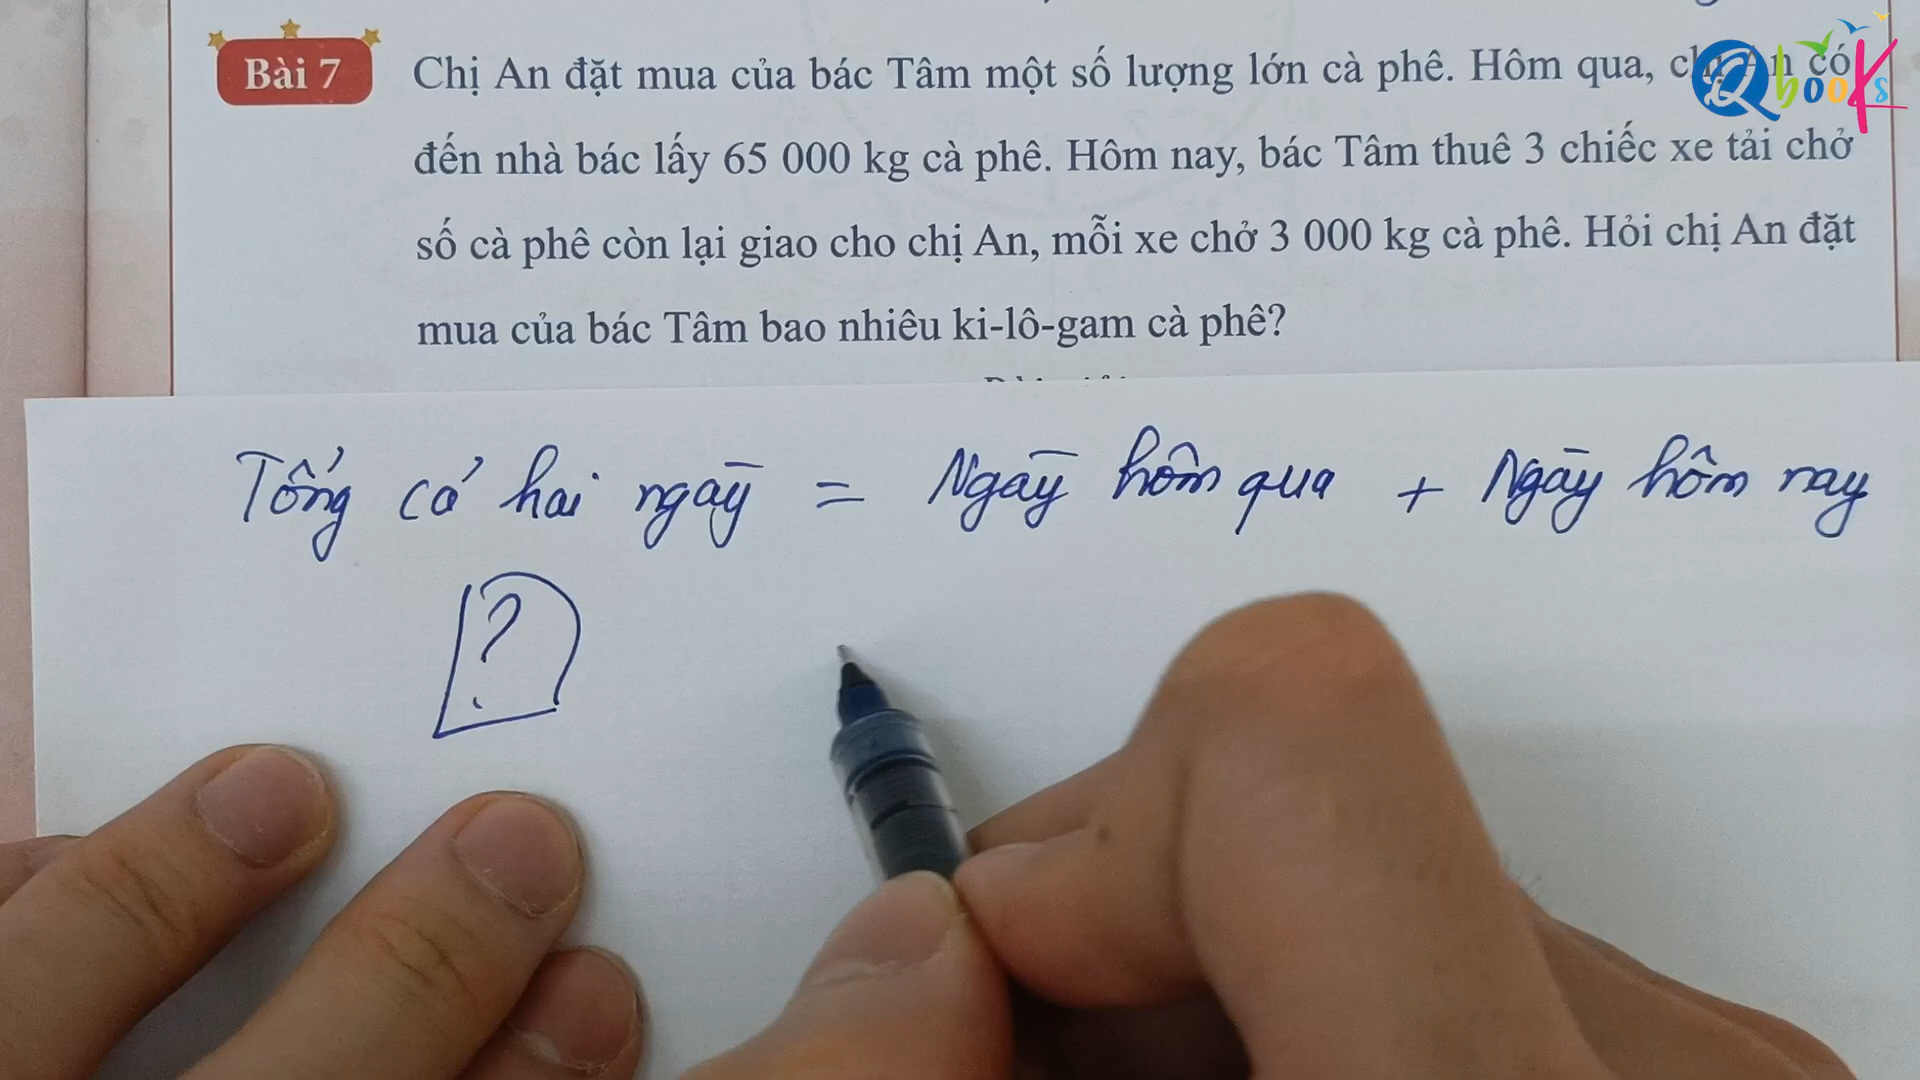 Bài 7
Chị An đặt mua của bác Tâm một số lượng lớn cà phê. Hôm qua, chị An có
đến nhà bác lấy 65 000 kg cà phê. Hôm nay, bác Tâm thuê 3 chiếc xe tải chở
số cà phê còn lại giao cho chị An, mỗi xe chở 3 000 kg cà phê. Hỏi chị An đặt
mua của bác Tâm bao nhiêu ki-lô-gam cà phê?
Tổng cả hai ngày = Ngày hôm qua + Ngày hôm nay
?
Qbooks